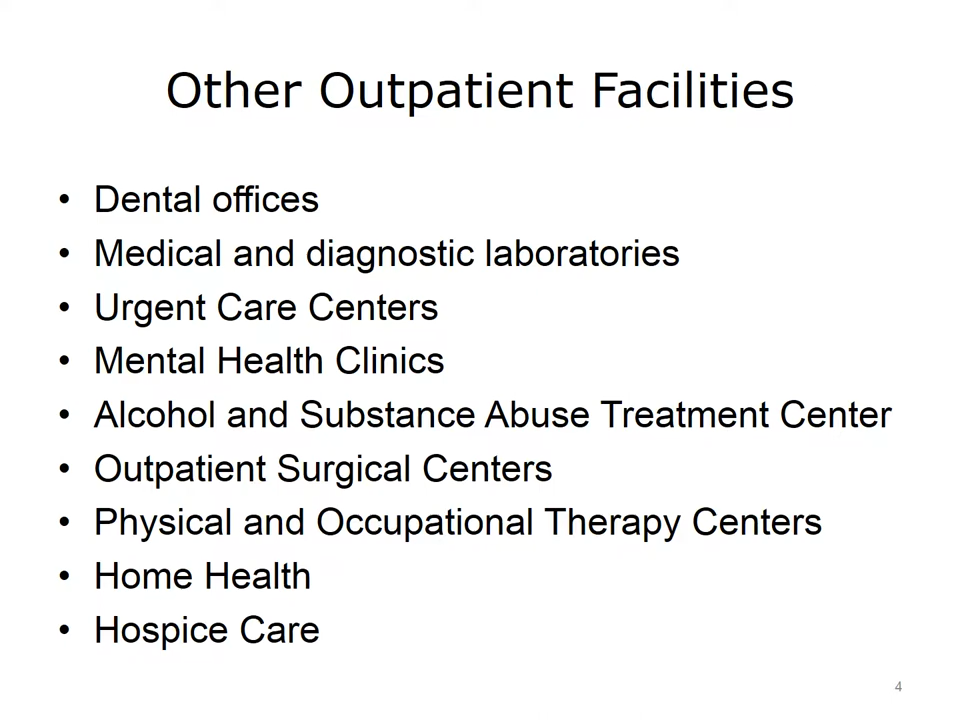 Other Outpatient Facilities
• Dental offices
• Medical and diagnostic laboratories
• Urgent Care Centers
• Mental Health Clinics
• Alcohol and Substance Abuse Treatment Center
• Outpatient Surgical Centers
• Physical and Occupational Therapy Centers
• Home Health
• Hospice Care
4